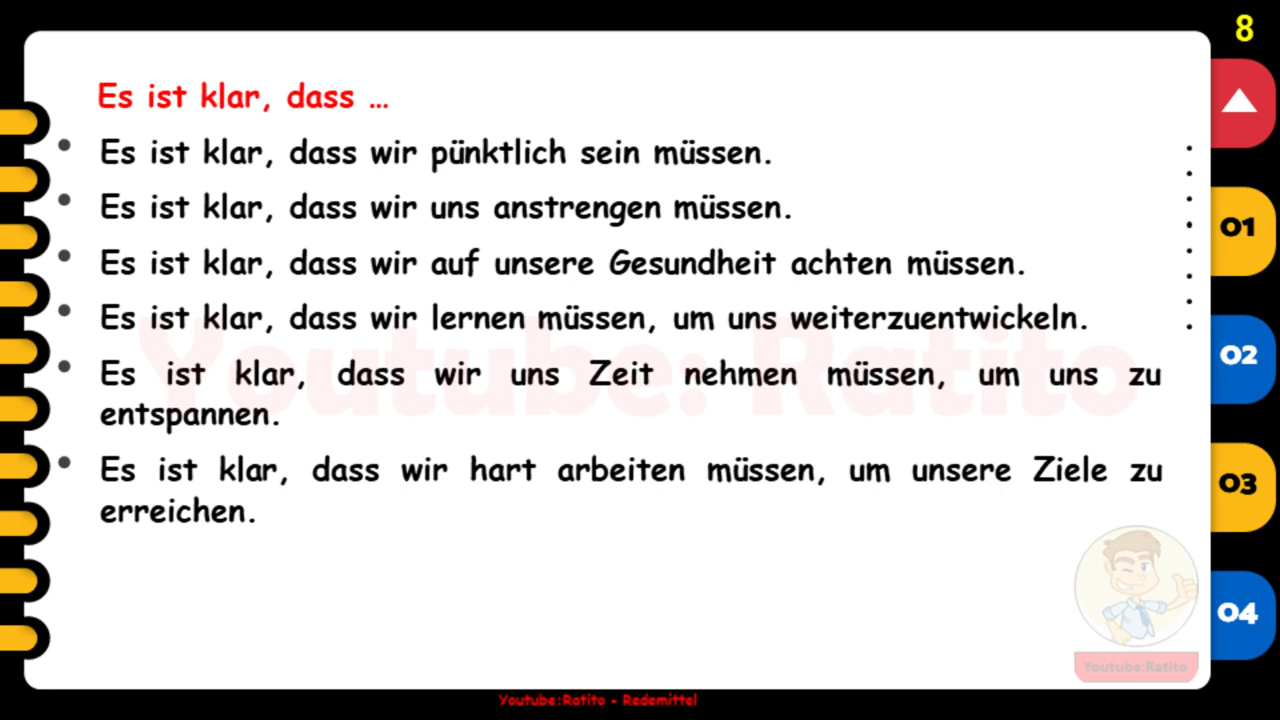 8
Es ist klar, dass ...
• Es ist klar, dass wir pünktlich sein müssen.
• Es ist klar, dass wir uns anstrengen müssen.
• Es ist klar, dass wir auf unsere Gesundheit achten müssen.
• Es ist klar, dass wir lernen müssen, um uns weiterzuentwickeln.
• Es ist klar, dass wir uns Zeit nehmen müssen, um uns zu
entspannen.
• Es ist klar, dass wir hart arbeiten müssen, um unsere Ziele zu
erreichen.
01
02
03
04
Youtube: Ratito
Youtube:Ratito
Youtube:Ratito - Redemittel